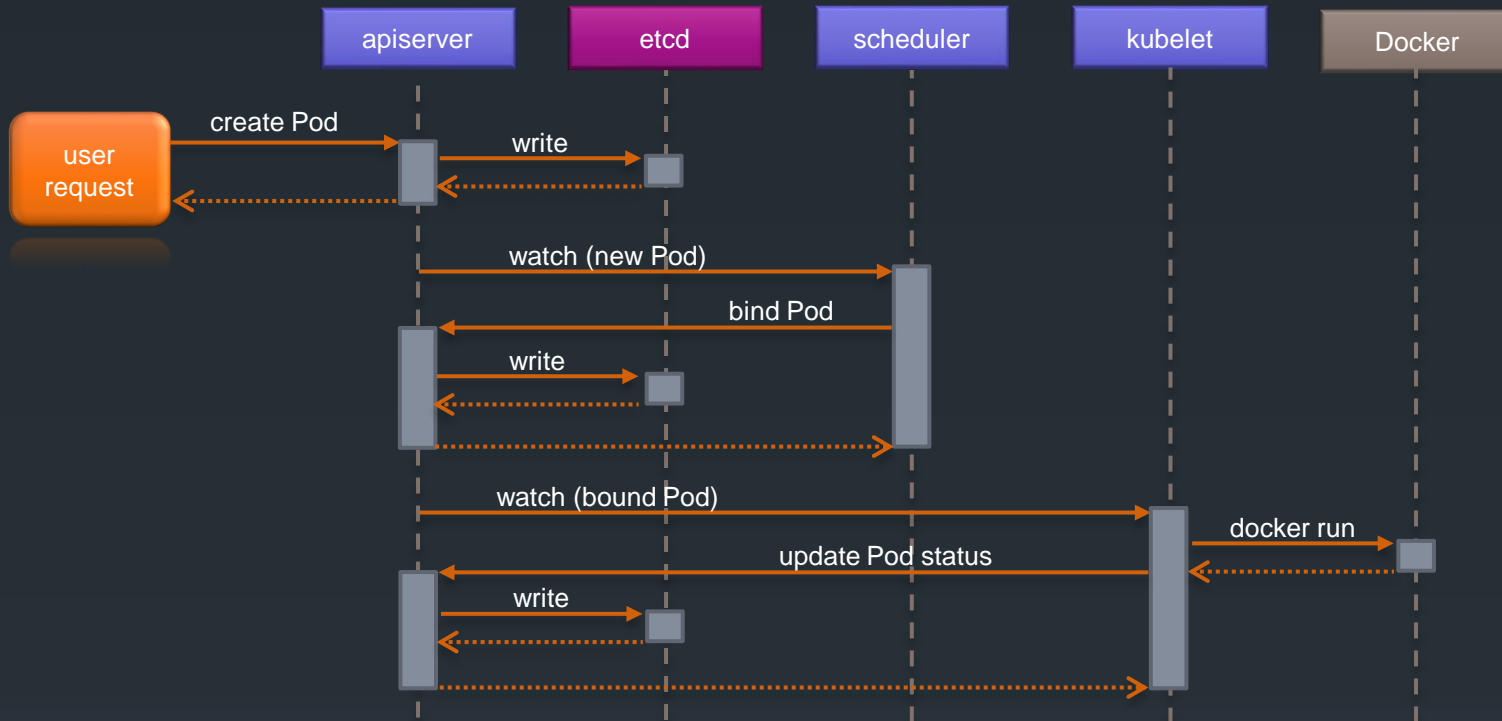 apiserver
etcd
scheduler
kubelet
Docker
create Pod
write
user
request
watch (new Pod)
bind Pod
write
watch (bound Pod)
docker run
update Pod status
write